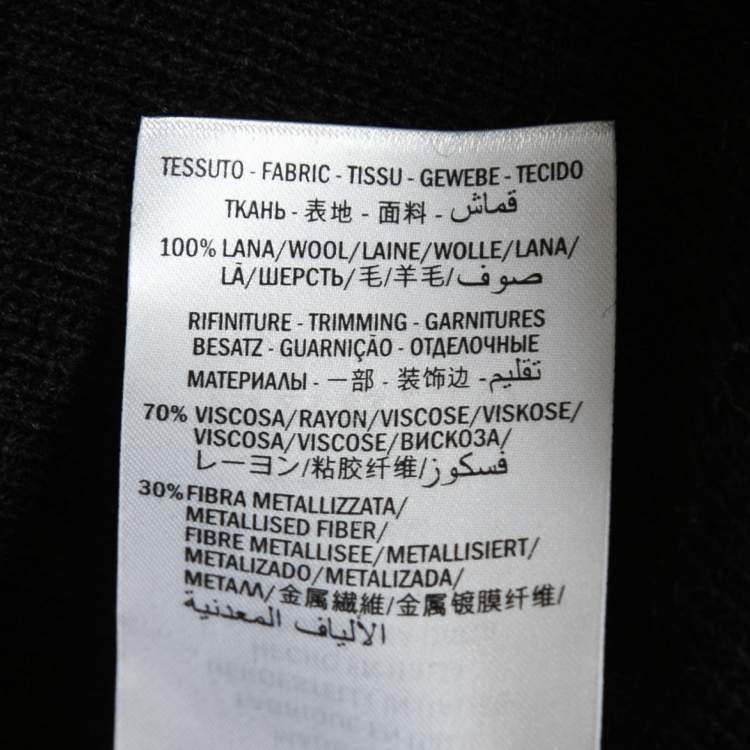 TESSUTO - FABRIC - TISSU - GEWEBE - TECIDO
ТКАНЬ - 表地 - 面料 - قماش
100% LANA/WOOL/LAINE/WOLLE/LANA/
LÃ/ШЕРСТЬ/毛/羊毛/صوف
RIFINITURE - TRIMMING - GARNITURES
BESATZ - GUARNIÇÃO - ОТДЕЛОЧНЫЕ
МАТЕРИАЛЫ - 一部 - 装饰边 - تقليم
70% VISCOSA/RAYON/VISCOSE/VISKOSE/
VISCOSA/VISCOSE/ВИСКОЗА/
レーヨン/粘胶纤维/فسكوز
30% FIBRA METALLIZZATA/
METALLISED FIBER/
FIBRE METALLISEE/METALLISIERT/
METALIZADO/METALIZADA/
МЕТАЛЛ/金属繊維/金属镀膜纤维/
الألياف المعدنية